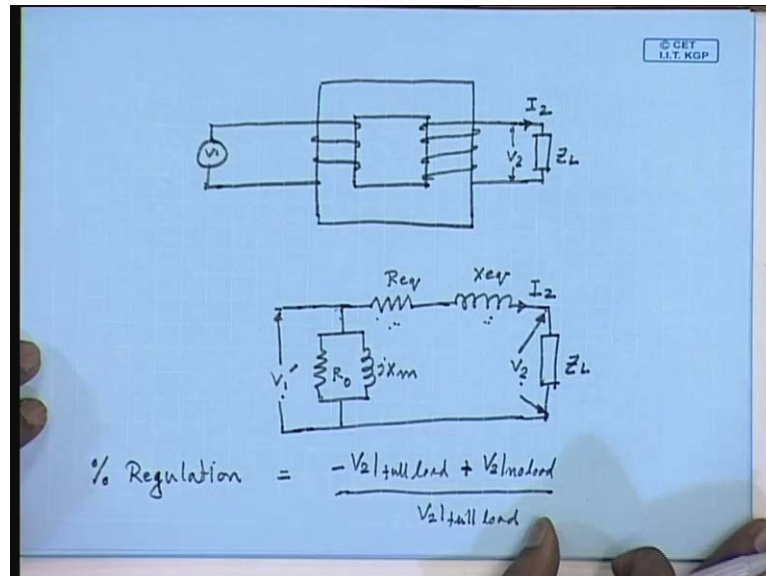 © CET
I.I.T. KGP
I2
V1
V2
ZL
Req
Xeq
I2
V1'
R0
jXm
V2
ZL
% Regulation = - V2|full load + V2|no load
V2|full load